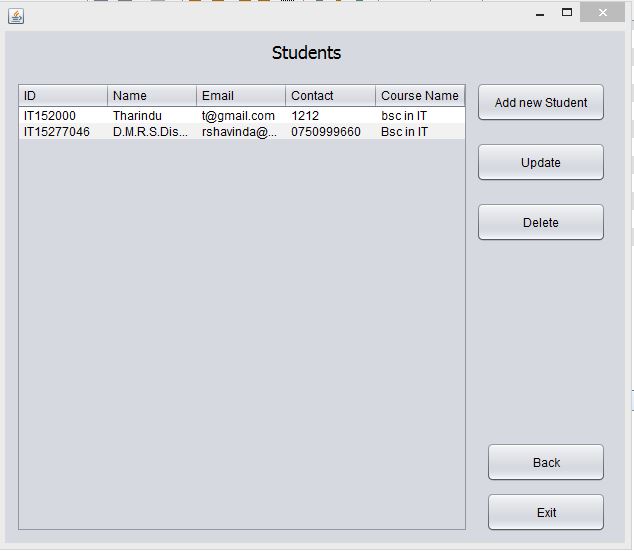 Students
ID Name Email Contact Course Name
IT152000 Tharindu t@gmail.com 1212 bsc in IT
IT15277046 D.M.R.S.Dis... rshavinda@... 0750999660 Bsc in IT
Add new Student
Update
Delete
Back
Exit